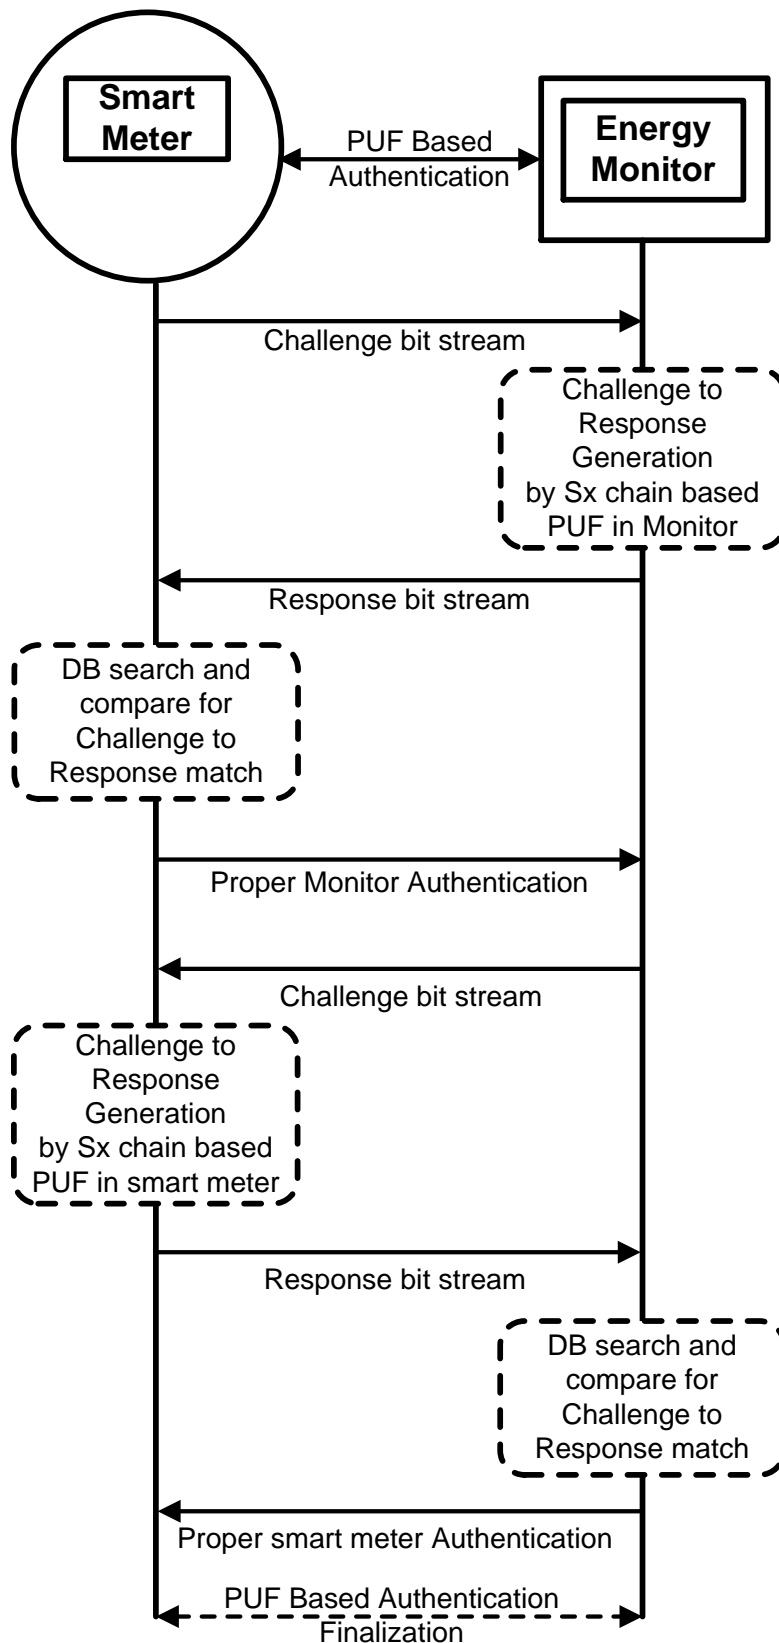 Smart
Meter
PUF Based
Authentication
Energy
Monitor
Challenge bit stream
Challenge to
Response
Generation
by Sx chain based
PUF in Monitor
Response bit stream
DB search and
compare for
Challenge to
Response match
Proper Monitor Authentication
Challenge bit stream
Challenge to
Response
Generation
by Sx chain based
PUF in smart meter
Response bit stream
DB search and
compare for
Challenge to
Response match
Proper smart meter Authentication
PUF Based Authentication
Finalization